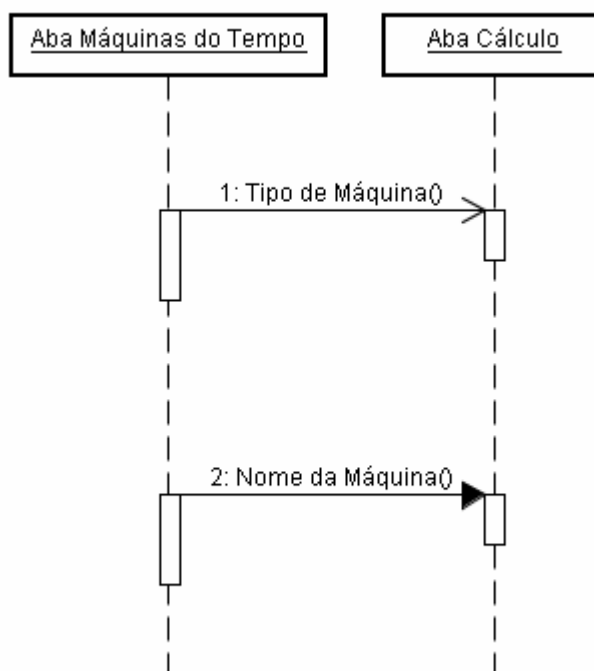 Aba Máquinas do Tempo
Aba Cálculo
1: Tipo de Máquina()
2: Nome da Máquina()